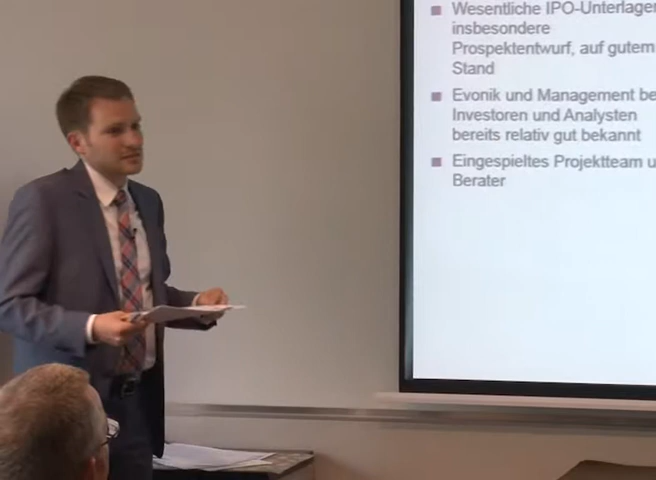 Wesentliche IPO-Unterlagen
insbesondere
Prospektentwurf, auf gutem
Stand
Evonik und Management
Investoren und Analysten
bereits relativ gut bekannt
Eingespieltes Projektteam
Berater